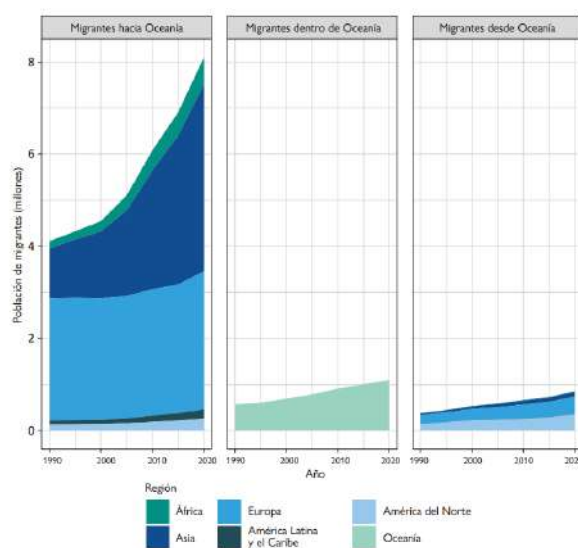 Migrantes hacia Oceanía
Migrantes dentro de Oceanía
Migrantes desde Oceanía
Población de migrantes (millones)
8
6
4
2
0
1990 2000 2010 2020
1990 2000 2010 2020
1990 2000 2010 2020
Año
Región
África
Europa
América del Norte
Asia
América Latina
y el Caribe
Oceanía